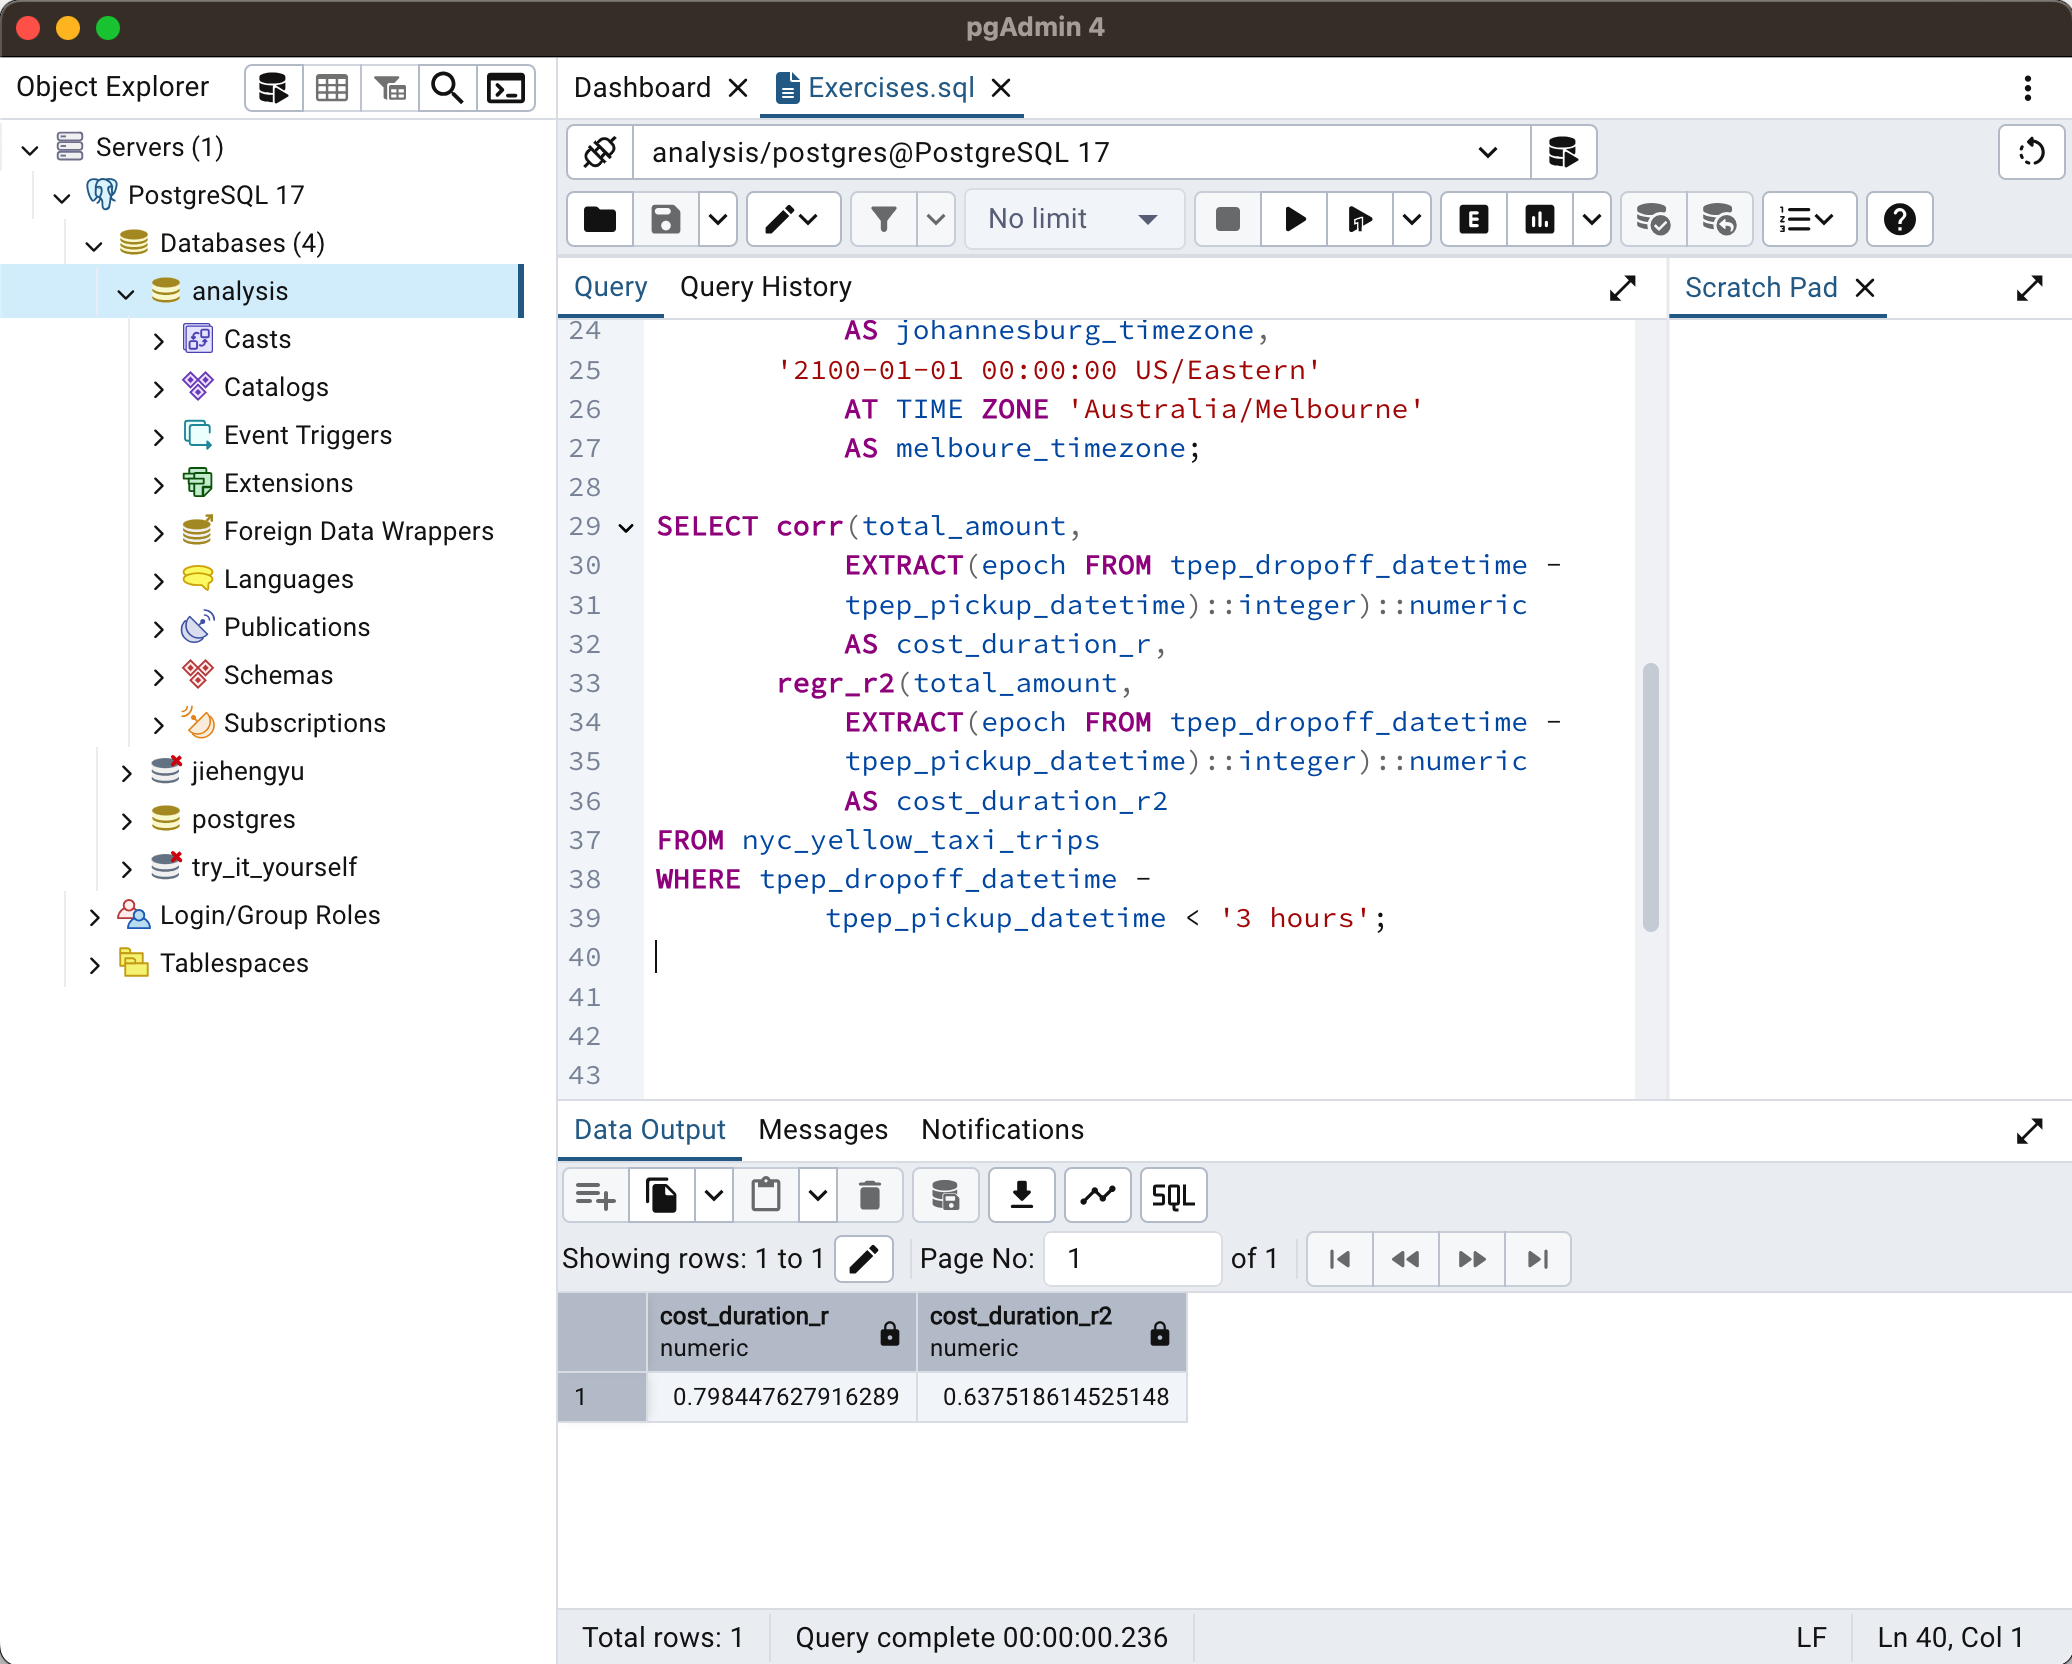 pgAdmin 4
Object Explorer
Servers (1)
PostgreSQL 17
Databases (4)
analysis
Casts
Catalogs
Event Triggers
Extensions
Foreign Data Wrappers
Languages
Publications
Schemas
Subscriptions
jiehengyu
postgres
try_it_yourself
Login/Group Roles
Tablespaces
Dashboard
Exercises.sql
analysis/postgres@PostgreSQL 17
No limit
E
Query
Query History
Scratch Pad
24 AS johannesburg_timezone,
25 '2100-01-01 00:00:00 US/Eastern'
26 AT TIME ZONE 'Australia/Melbourne'
27 AS melboure_timezone;
28
29 SELECT corr(total_amount,
30 EXTRACT(epoch FROM tpep_dropoff_datetime -
31 tpep_pickup_datetime)::integer)::numeric
32 AS cost_duration_r,
33 regr_r2(total_amount,
34 EXTRACT(epoch FROM tpep_dropoff_datetime -
35 tpep_pickup_datetime)::integer)::numeric
36 AS cost_duration_r2
37 FROM nyc_yellow_taxi_trips
38 WHERE tpep_dropoff_datetime -
39 tpep_pickup_datetime < '3 hours';
40
41
42
43
Data Output
Messages
Notifications
SQL
Showing rows: 1 to 1
Page No: 1 of 1
cost_duration_r
numeric
cost_duration_r2
numeric
1 0.798447627916289 0.637518614525148
Total rows: 1
Query complete 00:00:00.236
LF
Ln 40, Col 1